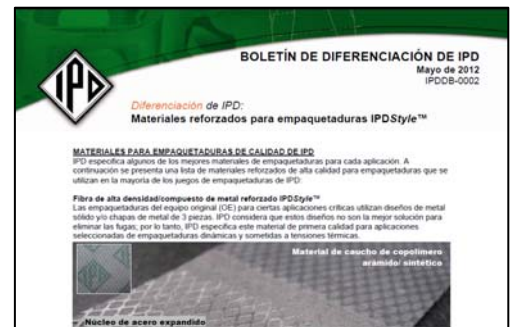 IPD
BOLETÍN DE DIFERENCIACIÓN DE IPD
Mayo de 2012
IPDDB-0002
Diferenciación de IPD:
Materiales reforzados para empaquetaduras IPDStyle™
MATERIALES PARA EMPAQUETADURAS DE CALIDAD DE IPD
IPD especifica algunos de los mejores materiales de empaquetaduras para cada aplicación. A
continuación se presenta una lista de materiales reforzados de alta calidad para empaquetaduras que se
utilizan en la mayoría de los juegos de empaquetaduras de IPD:
Fibra de alta densidad/compuesto de metal reforzado IPDStyle™
Las empaquetaduras del equipo original (OE) para ciertas aplicaciones críticas utilizan diseños de metal
sólido y/o chapas de metal de 3 piezas. IPD considera que estos diseños no son la mejor solución para
eliminar las fugas; por lo tanto, IPD especifica este material de primera calidad para aplicaciones
seleccionadas de empaquetaduras dinámicas y sometidas a tensiones térmicas.
Material de caucho de copolímero
arámido/ sintético
Núcleo de acero expandido